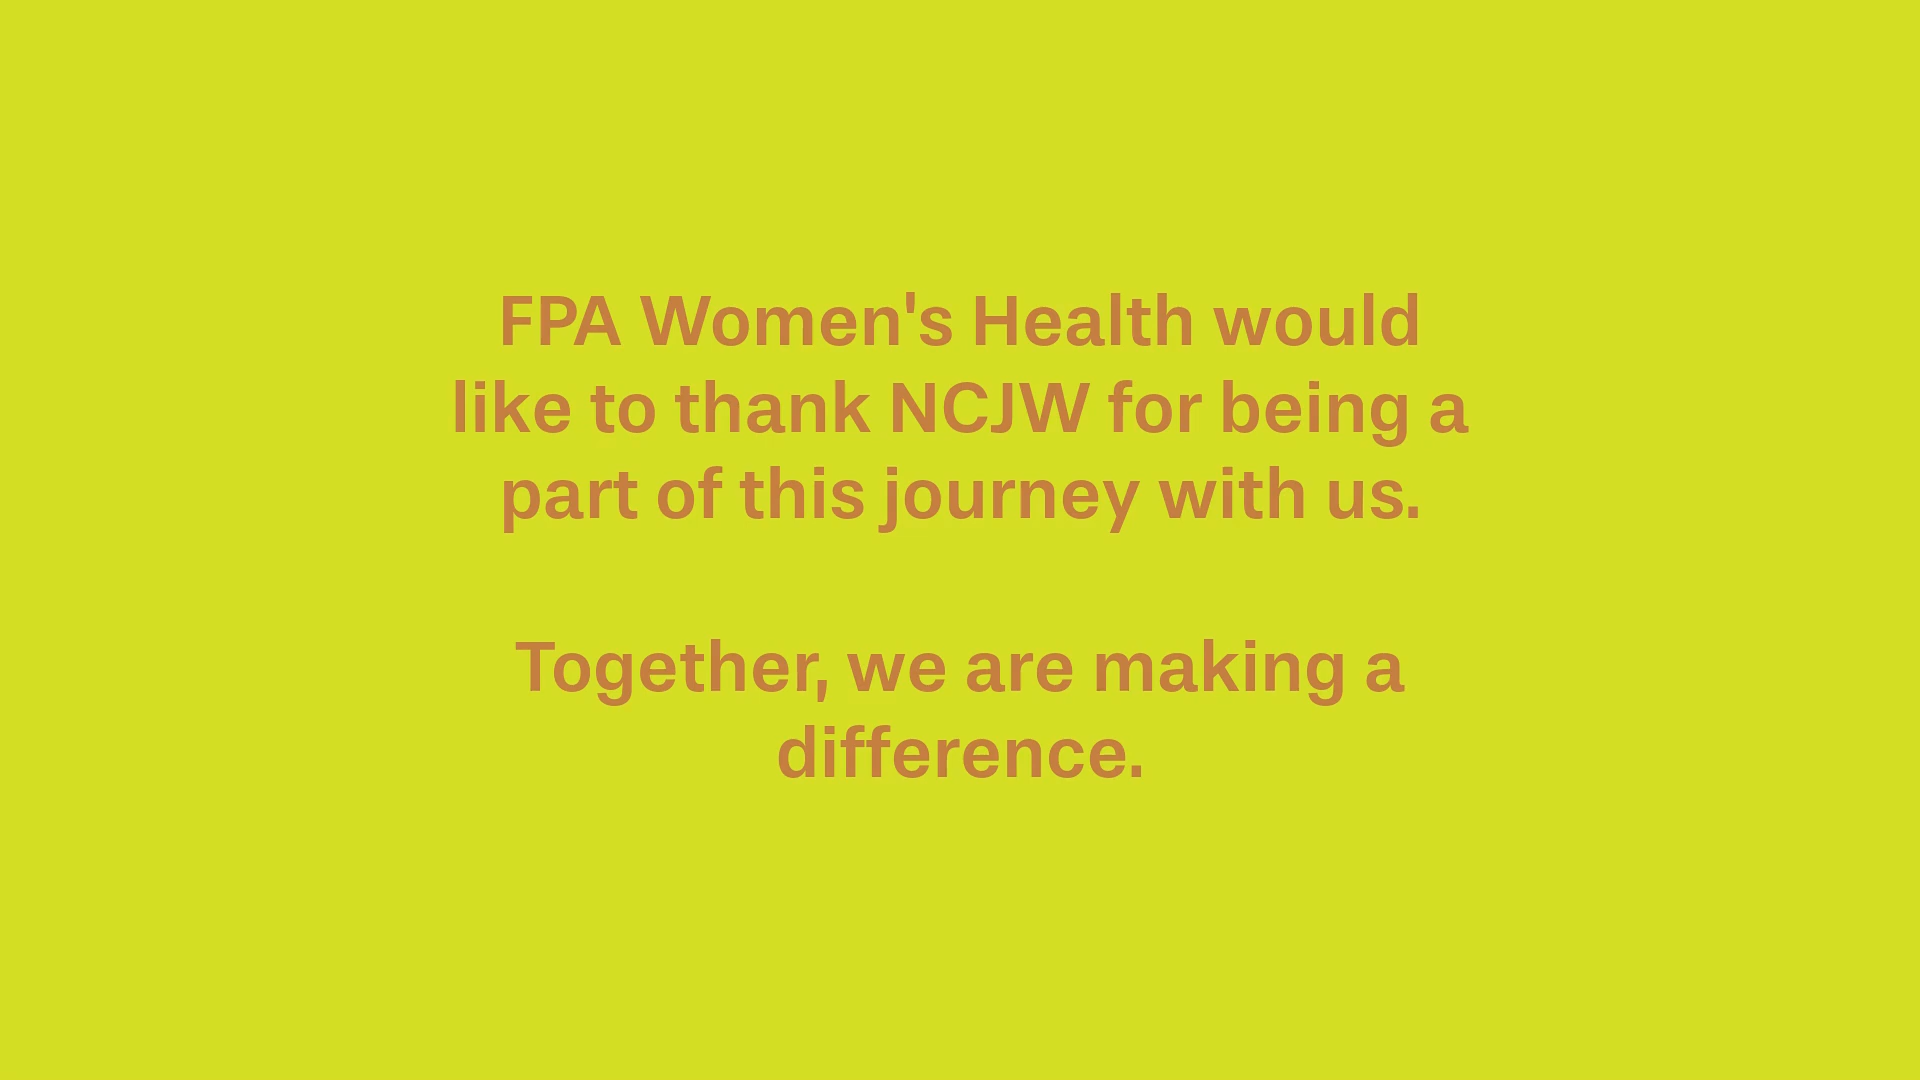 FPA Women's Health would
like to thank NCJW for being a
part of this journey with us.
Together, we are making a
difference.